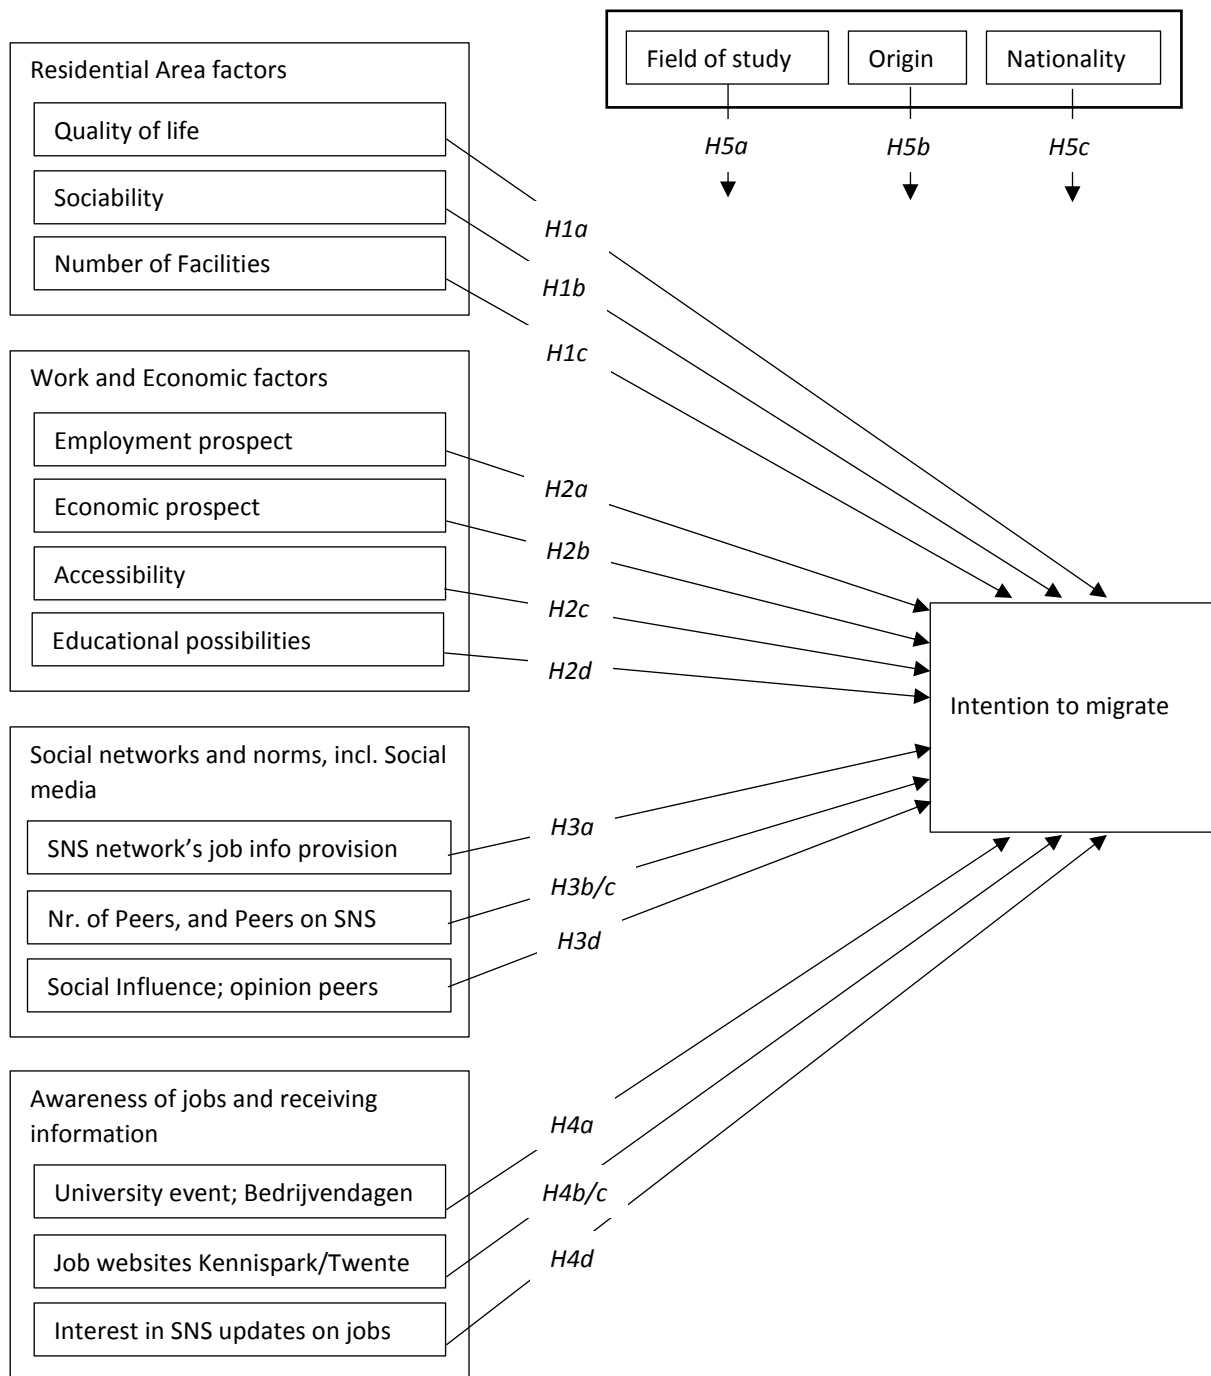 Field of study
Origin
Nationality
H5a
H5b
H5c
Residential Area factors
Quality of life
Sociability
Number of Facilities
H1a
H1b
H1c
Work and Economic factors
Employment prospect
Economic prospect
Accessibility
Educational possibilities
H2a
H2b
H2c
H2d
Intention to migrate
Social networks and norms, incl. Social
media
SNS network’s job info provision
Nr. of Peers, and Peers on SNS
Social Influence; opinion peers
H3a
H3b/c
H3d
Awareness of jobs and receiving
information
University event; Bedrijvendagen
Job websites Kennispark/Twente
Interest in SNS updates on jobs
H4a
H4b/c
H4d